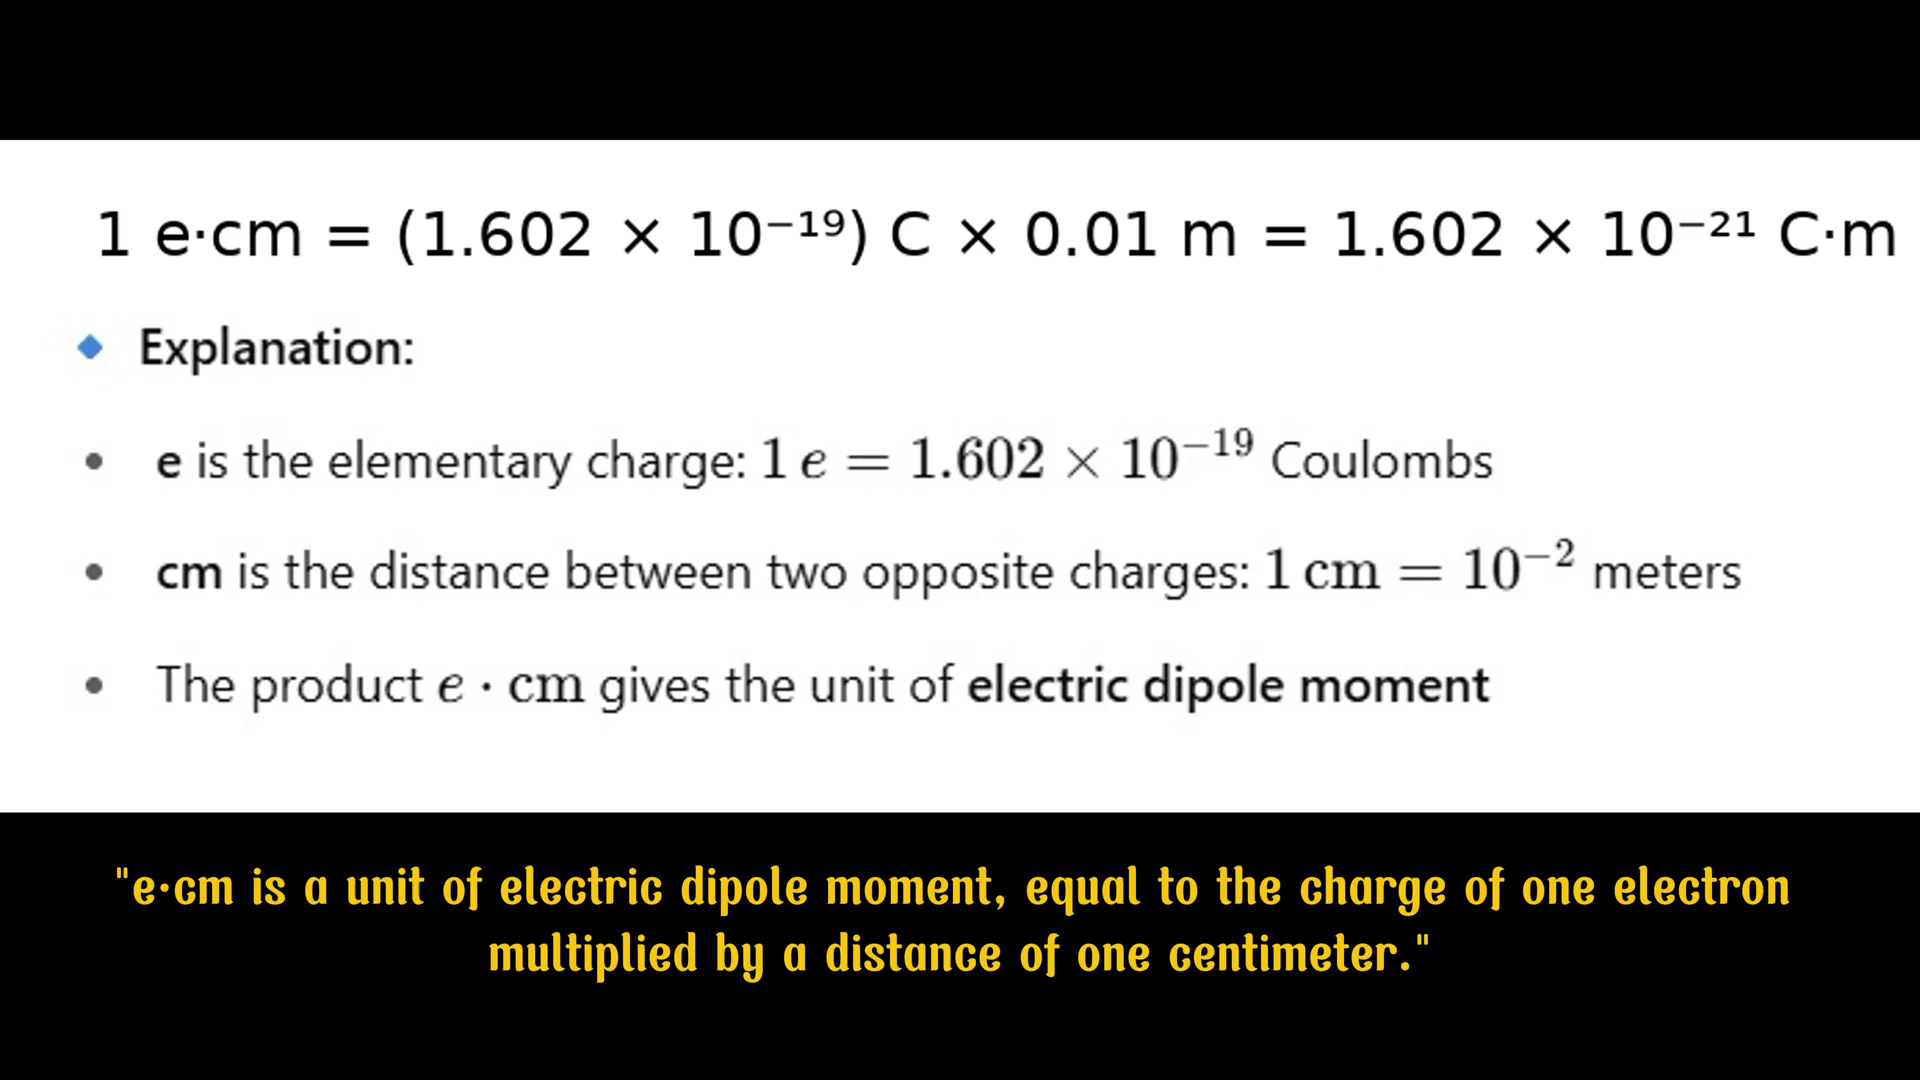 1 e·cm = (1.602 × 10⁻¹⁹) C × 0.01 m = 1.602 × 10⁻²¹ C·m
Explanation:
• e is the elementary charge: 1 e = 1.602 × 10⁻¹⁹ Coulombs
• cm is the distance between two opposite charges: 1 cm = 10⁻² meters
• The product e · cm gives the unit of electric dipole moment
"e·cm is a unit of electric dipole moment, equal to the charge of one electron
multiplied by a distance of one centimeter."